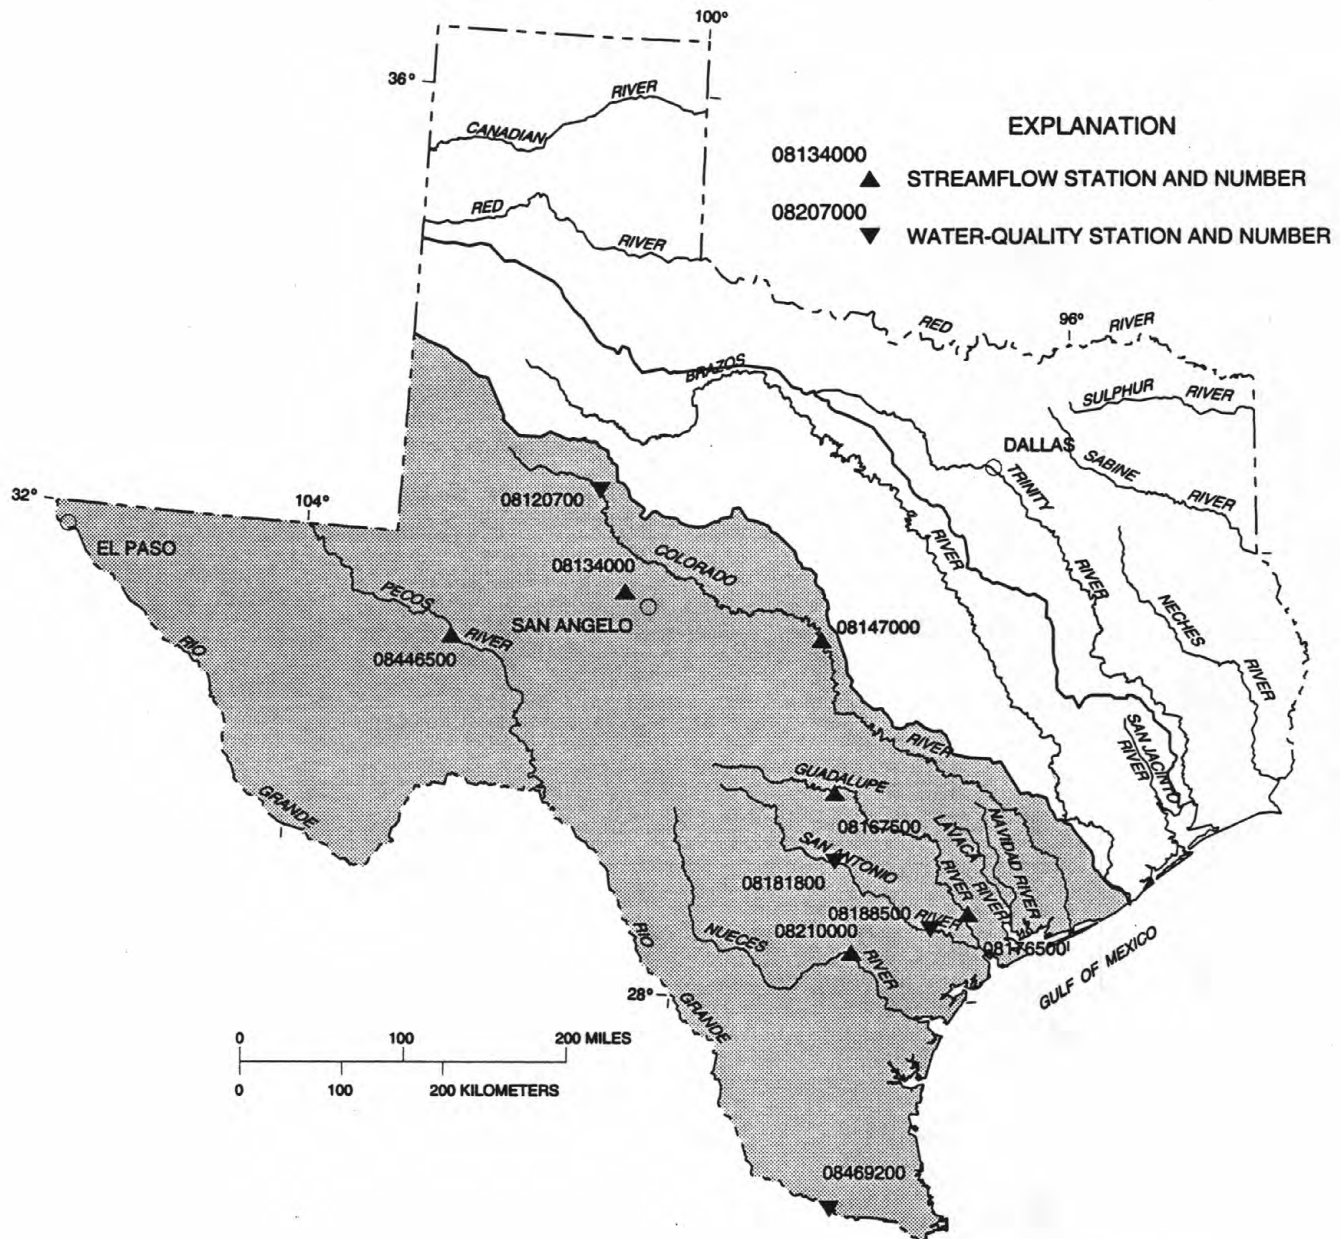 100°
36°
CANADIAN RIVER
EXPLANATION
08134000
STREAMFLOW STATION AND NUMBER
08207000
WATER-QUALITY STATION AND NUMBER
RED RIVER
RED RIVER
96°
BRAZOS RIVER
SULPHUR RIVER
DALLAS
SABINE RIVER
TRINITY RIVER
32°
104°
08120700
EL PASO
08134000
COLORADO RIVER
PECOS RIVER
SAN ANGELO
08147000
NECHES RIVER
08446500
RIO GRANDE
SAN JACINTO RIVER
GUADALUPE RIVER
08167500
LAVACA RIVER
NAVIDAD RIVER
SAN ANTONIO RIVER
08181800
08188500
08210000
08176500
NUECES RIVER
GULF OF MEXICO
RIO GRANDE
28°
0 100 200 MILES
0 100 200 KILOMETERS
08469200